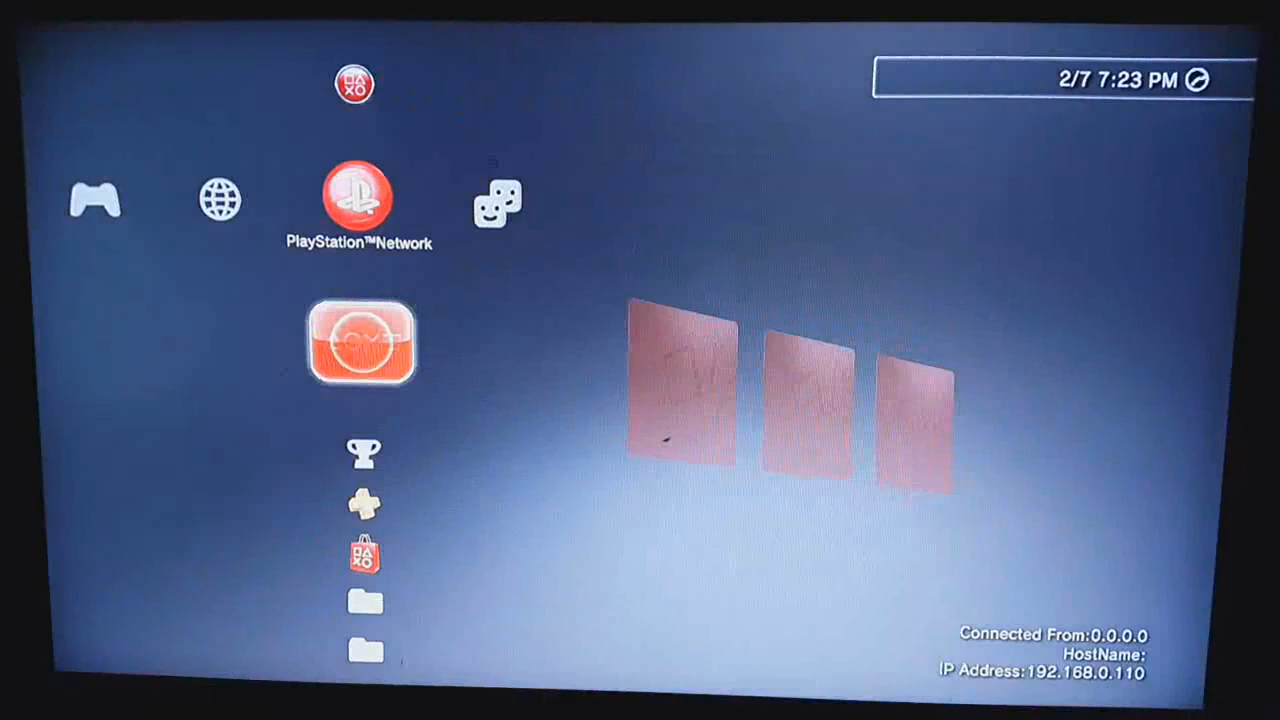 2/7 7:23 PM
PlayStation™Network
Connected From:0.0.0.0
HostName:
IP Address:192.168.0.110